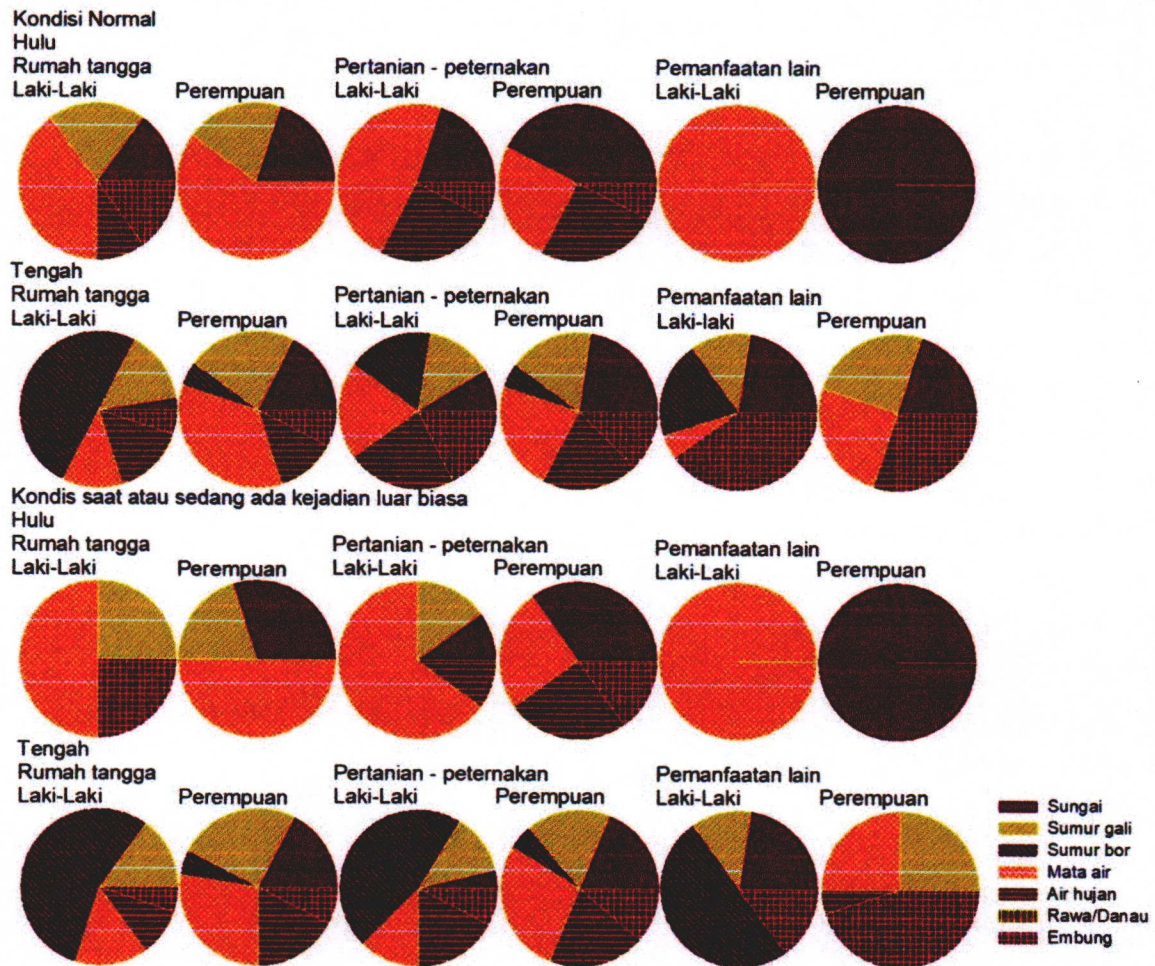 Kondisi Normal
Hulu
Rumah tangga Pertanian - peternakan Pemanfaatan lain
Laki-Laki Perempuan Laki-Laki Perempuan Laki-Laki Perempuan
Tengah
Rumah tangga Pertanian - peternakan Pemanfaatan lain
Laki-Laki Perempuan Laki-Laki Perempuan Laki-laki Perempuan
Kondis saat atau sedang ada kejadian luar biasa
Hulu
Rumah tangga Pertanian - peternakan Pemanfaatan lain
Laki-Laki Perempuan Laki-Laki Perempuan Laki-Laki Perempuan
Tengah
Rumah tangga Pertanian - peternakan Pemanfaatan lain
Laki-Laki Perempuan Laki-Laki Perempuan Laki-Laki Perempuan
Sungai
Sumur gali
Sumur bor
Mata air
Air hujan
Rawa/Danau
Embung